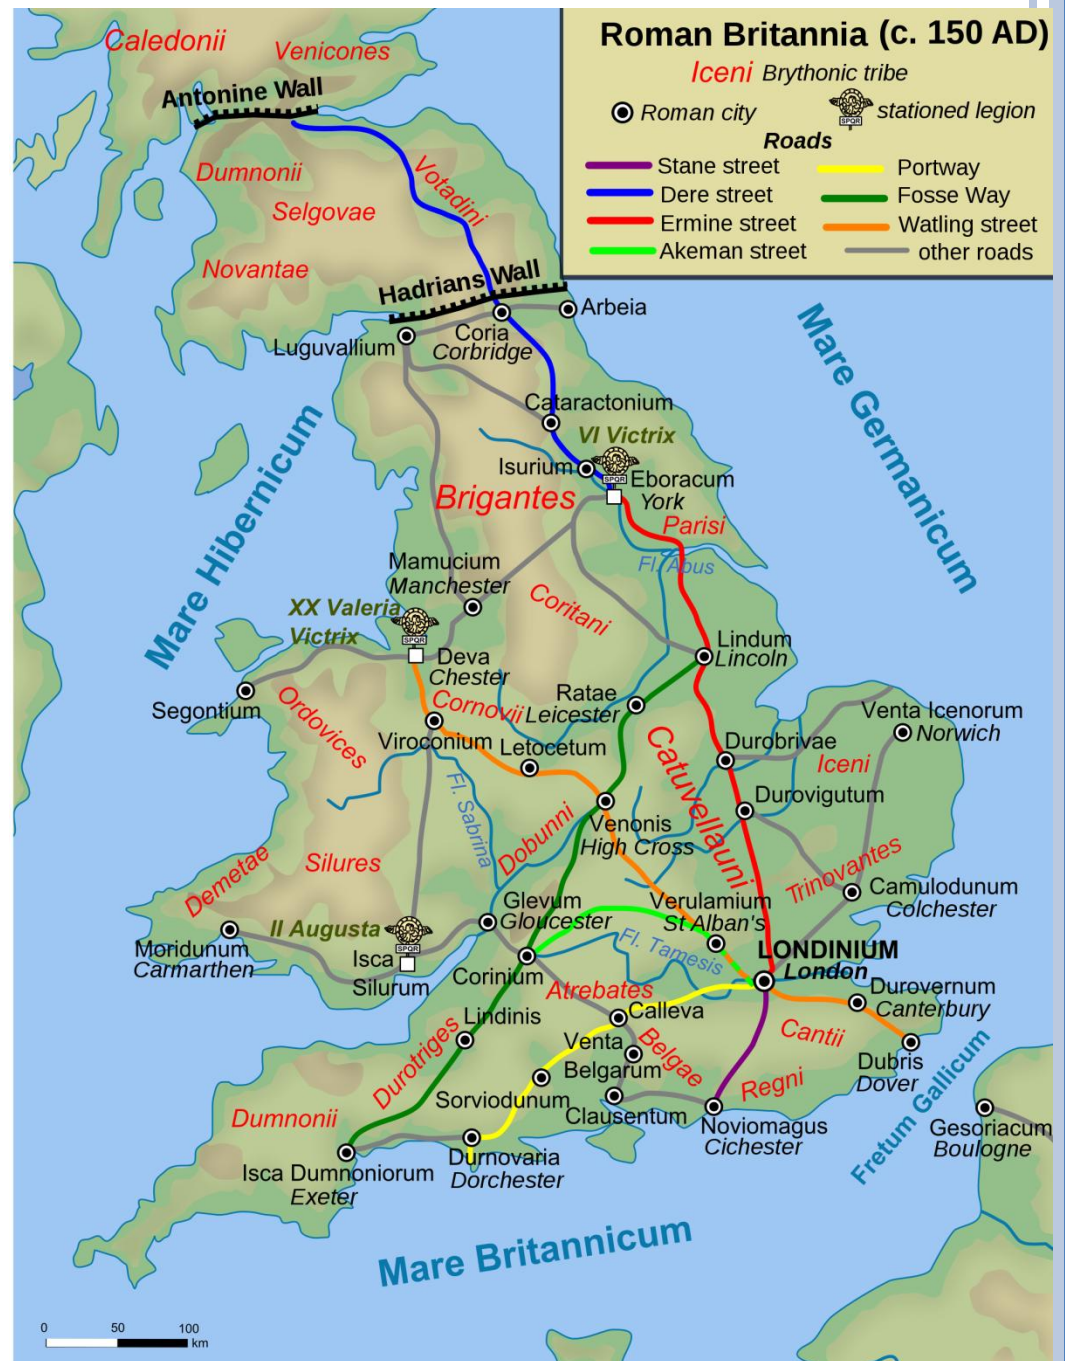 Roman Britannia (c. 150 AD)
Iceni Brythonic tribe
Roman city
SPQR
stationed legion
Roads
Stane street
Portway
Dere street
Fosse Way
Ermine street
Watling street
Akeman street
other roads
Caledonii
Venicones
Antonine Wall
Dumnonii
Votadini
Selgovae
Novantae
Hadrians Wall
Arbeia
Coria
Corbridge
Luguvallium
Mare Germanicum
Mare Hibernicum
Cataractonium
VI Victrix
Isurium
SPQR
Eboracum
York
Brigantes
Parisi
Fl. Abus
Mamucium
Manchester
Coritani
XX Valeria
Victrix
SPQR
Deva
Chester
Lindum
Lincoln
Segontium
Ordovices
Cornovii
Ratae
Leicester
Viroconium
Letocetum
Catuvellauni
Durobrivae
Venta Icenorum
Norwich
Iceni
Durovigutum
Fl. Sabrina
Dobunni
Venonis
High Cross
Demetae
Silures
Trinovantes
Camulodunum
Colchester
Verulamium
St Alban's
Glevum
Gloucester
II Augusta
SPQR
Moridunum
Carmarthen
Isca
Silurum
Fl. Tamesis
LONDINIUM
London
Corinium
Atrebates
Durovernum
Canterbury
Calleva
Lindinis
Cantii
Venta
Belgarum
Belgae
Dubris
Dover
Durotriges
Regni
Sorviodunum
Clausentum
Dumnonii
Noviomagus
Cichester
Fretum Gallicum
Gesoriacum
Boulogne
Durnovaria
Dorchester
Isca Dumnoniorum
Exeter
Mare Britannicum
0 50 100
km